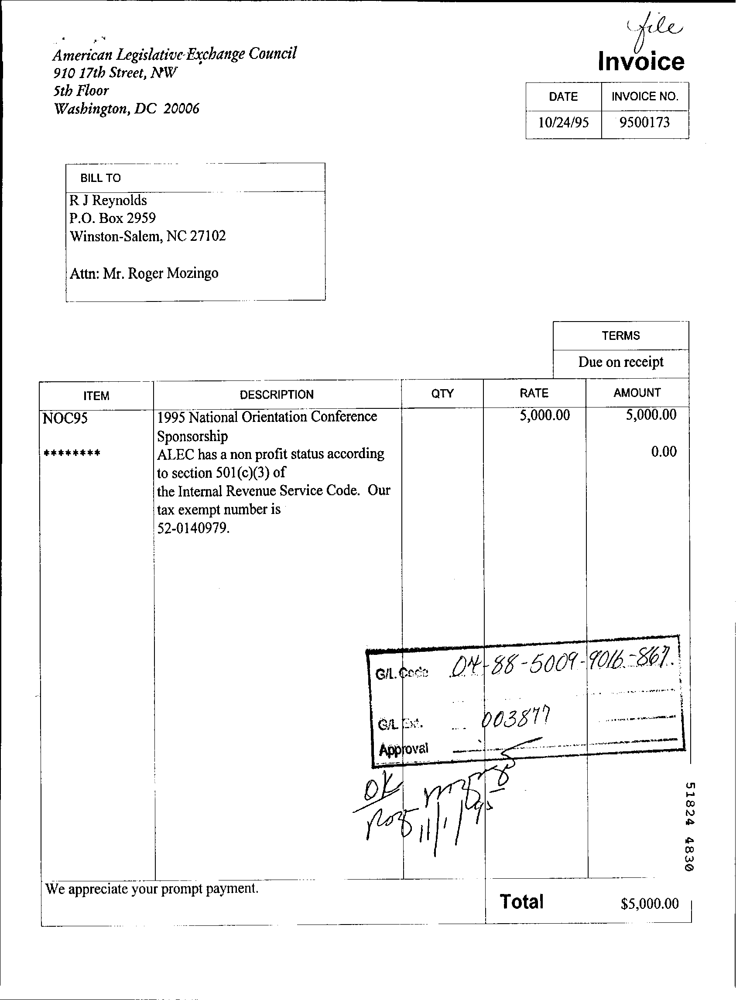 file
American Legislative Exchange Council
910 17th Street, NW
5th Floor
Washington, DC 20006
Invoice
DATE INVOICE NO.
10/24/95 9500173
BILL TO
R J Reynolds
P.O. Box 2959
Winston-Salem, NC 27102
Attn: Mr. Roger Mozingo
TERMS
Due on receipt
ITEM DESCRIPTION QTY RATE AMOUNT
NOC95 1995 National Orientation Conference 5,000.00 5,000.00
Sponsorship
******** ALEC has a non profit status according 0.00
to section 501(c)(3) of
the Internal Revenue Service Code. Our
tax exempt number is
52-0140979.
G/L Code 04-88-5009-9016-867.
G/L Ext. 003877
Approval
OK
11/1/95
51824 4830
We appreciate your prompt payment.
Total $5,000.00